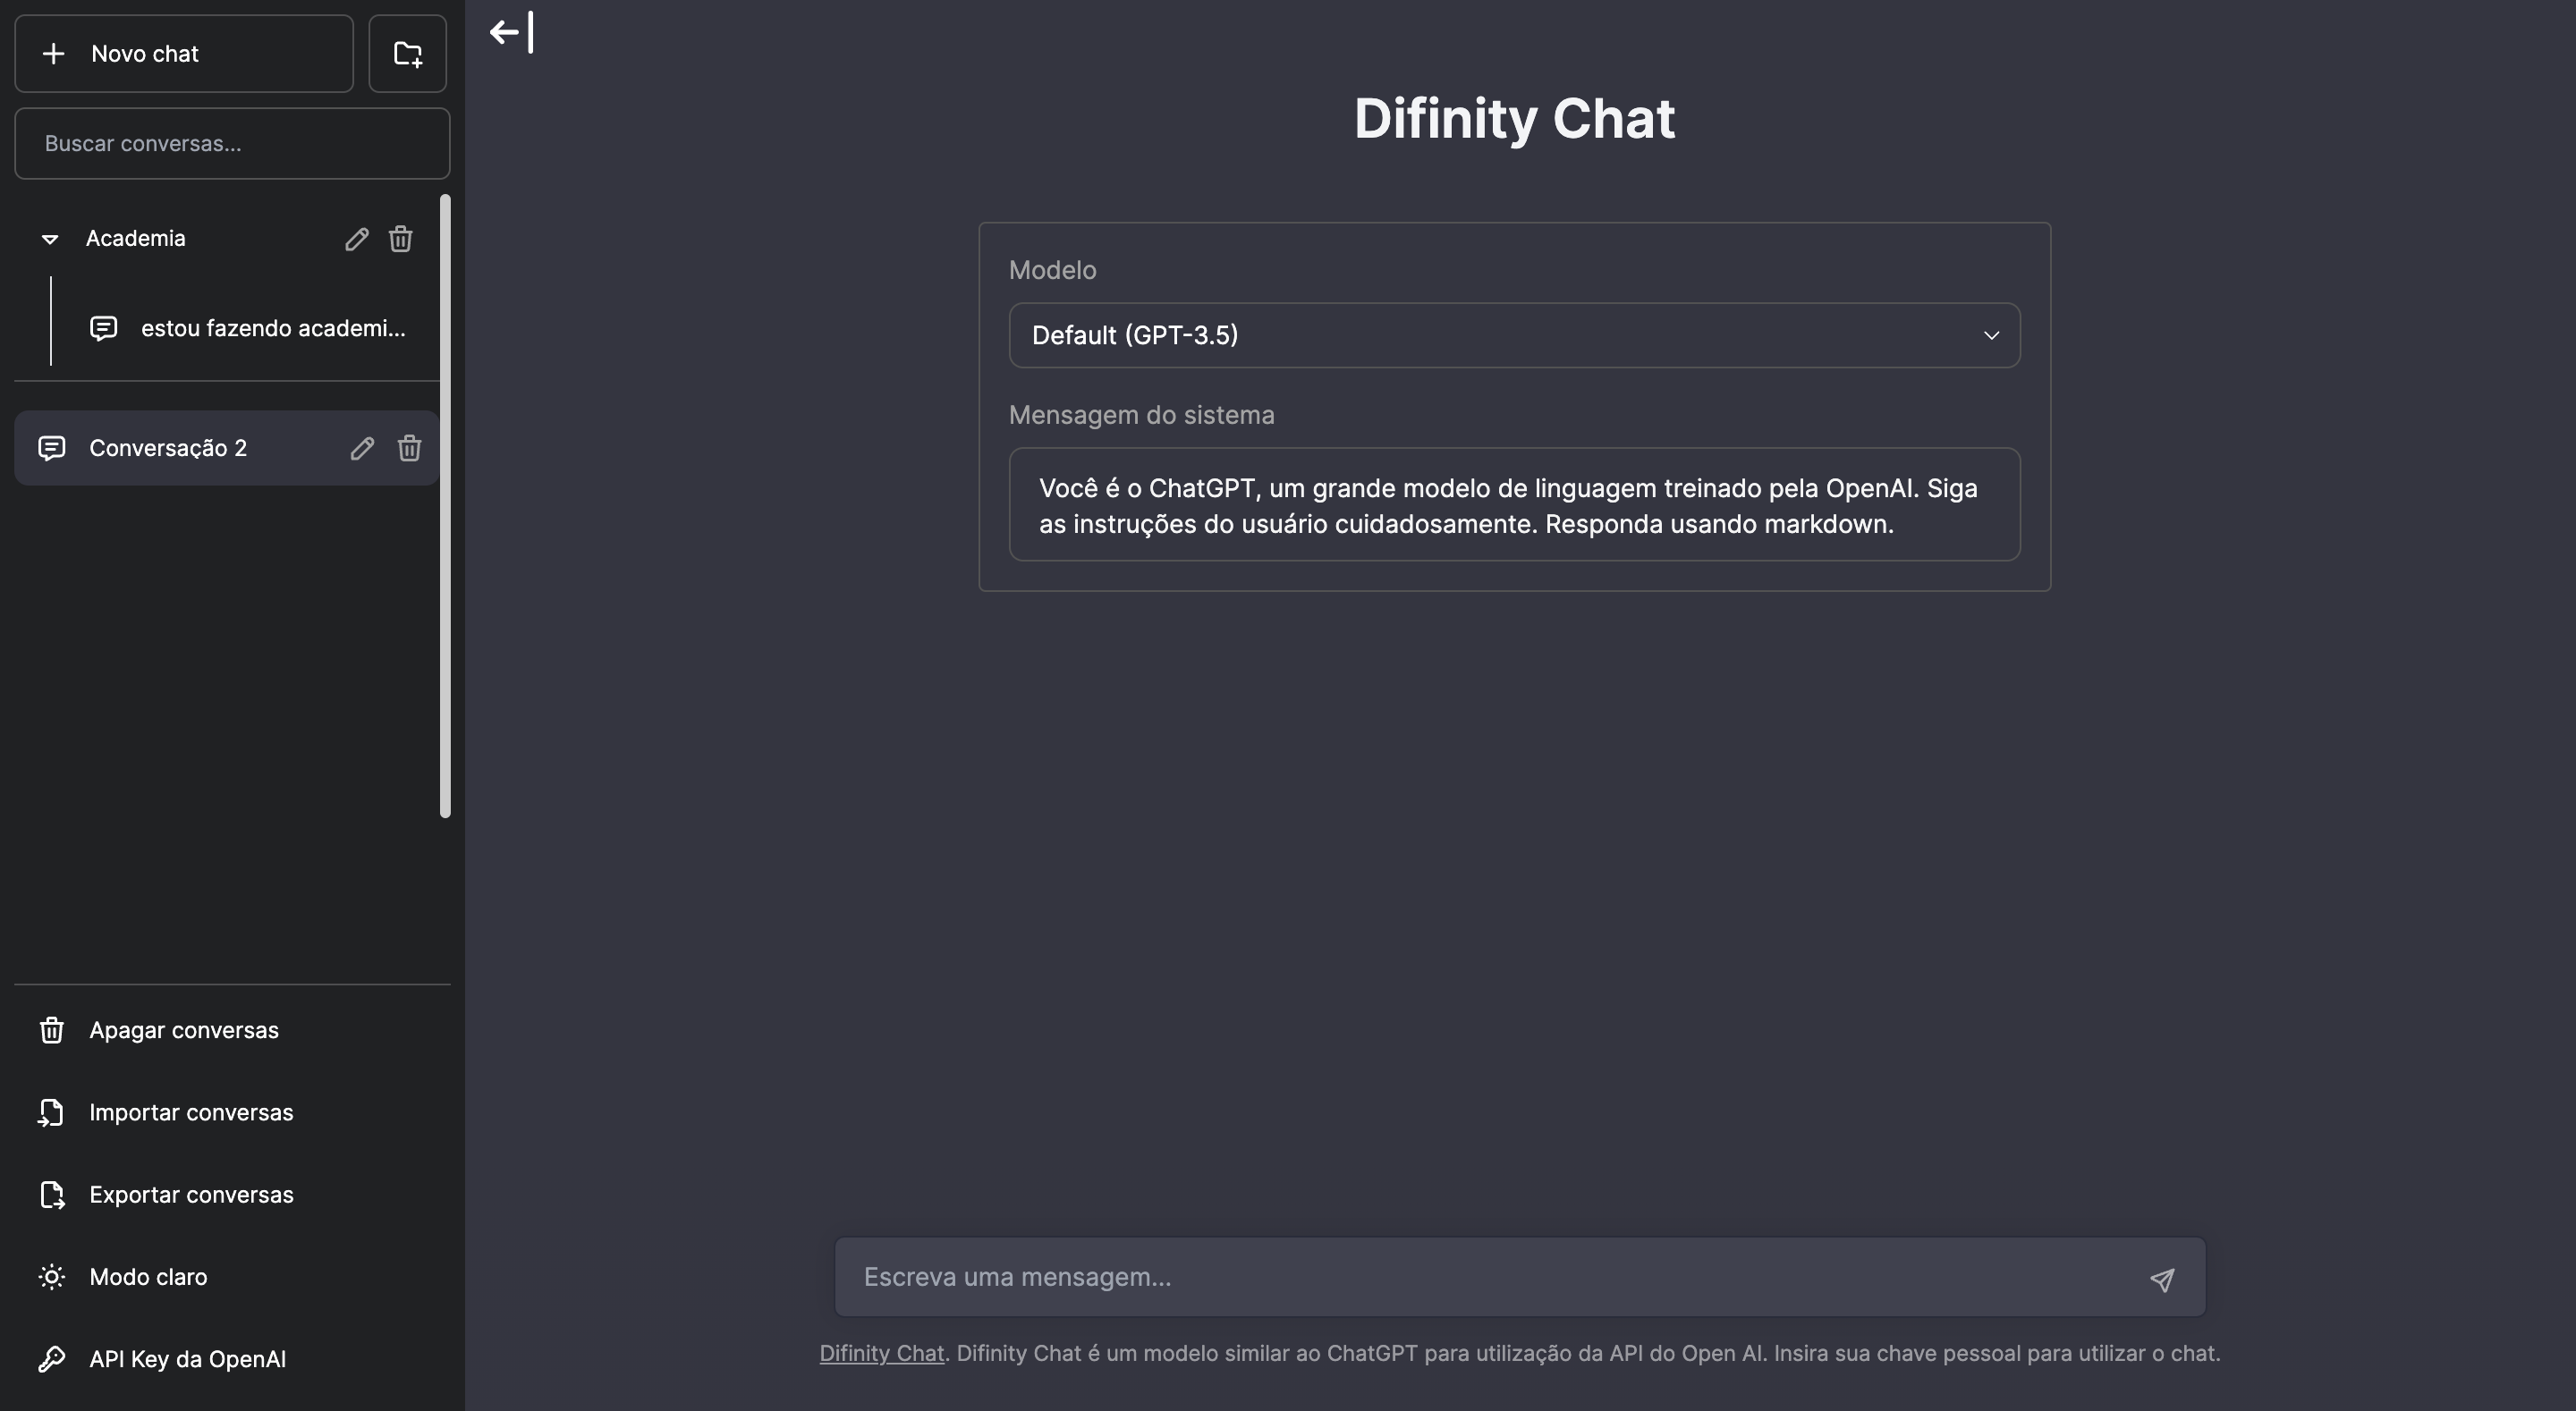 Novo chat
Buscar conversas...
Academia
estou fazendo academi...
Conversação 2
Apagar conversas
Importar conversas
Exportar conversas
Modo claro
API Key da OpenAI
Difinity Chat
Modelo
Default (GPT-3.5)
Mensagem do sistema
Você é o ChatGPT, um grande modelo de linguagem treinado pela OpenAI. Siga
as instruções do usuário cuidadosamente. Responda usando markdown.
Escreva uma mensagem...
Difinity Chat. Difinity Chat é um modelo similar ao ChatGPT para utilização da API do Open AI. Insira sua chave pessoal para utilizar o chat.